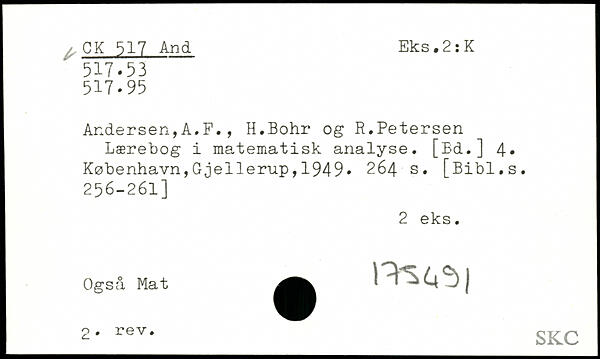 CK 517 And Eks.2:K
517.53
517.95
Andersen,A.F., H.Bohr og R.Petersen
Lærebog i matematisk analyse. [Bd.] 4.
København,Gjellerup,1949. 264 s. [Bibl.s.
256-261]
2 eks.
175491
Også Mat
2. rev.
SKC